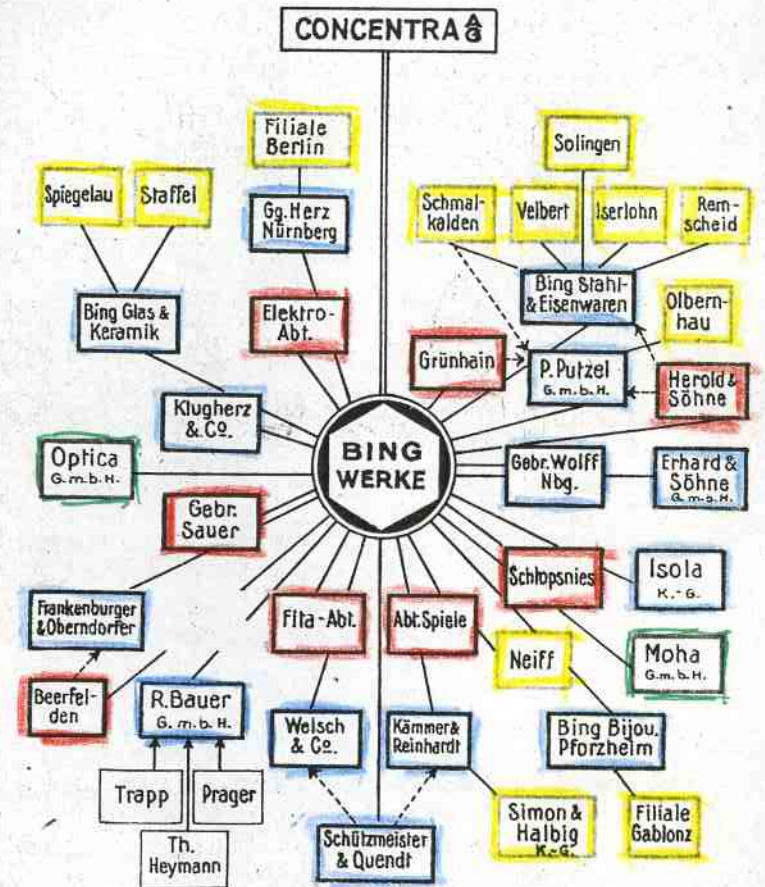 CONCENTRA AG
Filiale
Berlin
Solingen
Spiegelau
Staffel
Gg. Herz
Nürnberg
Schmal-
kalden
Velbert
Iserlohn
Rem-
scheid
Bing Glas &
Keramik
Elektro-
Abt.
Bing Stahl-
& Eisenwaren
Olbern-
hau
Grünhain
P. Putzel
G.m.b.H.
Herold &
Söhne
Klugherz
& Co.
BING
WERKE
Optica
G.m.b.H.
Gebr. Wolff
Nbg.
Erhard &
Söhne
G.m.b.H.
Gebr.
Sauer
Schlopsnies
Isola
K.-G.
Frankenburger
& Oberndorfer
Fita-Abt.
Abt. Spiele
Neiff
Moha
G.m.b.H.
Beerfel-
den
R. Bauer
G.m.b.H.
Welsch
& Co.
Kämmer &
Reinhardt
Bing Bijou.
Pforzheim
Trapp
Prager
Th.
Heymann
Schützmeister
& Quendt
Simon &
Halbig
K.-G.
Filiale
Gablonz